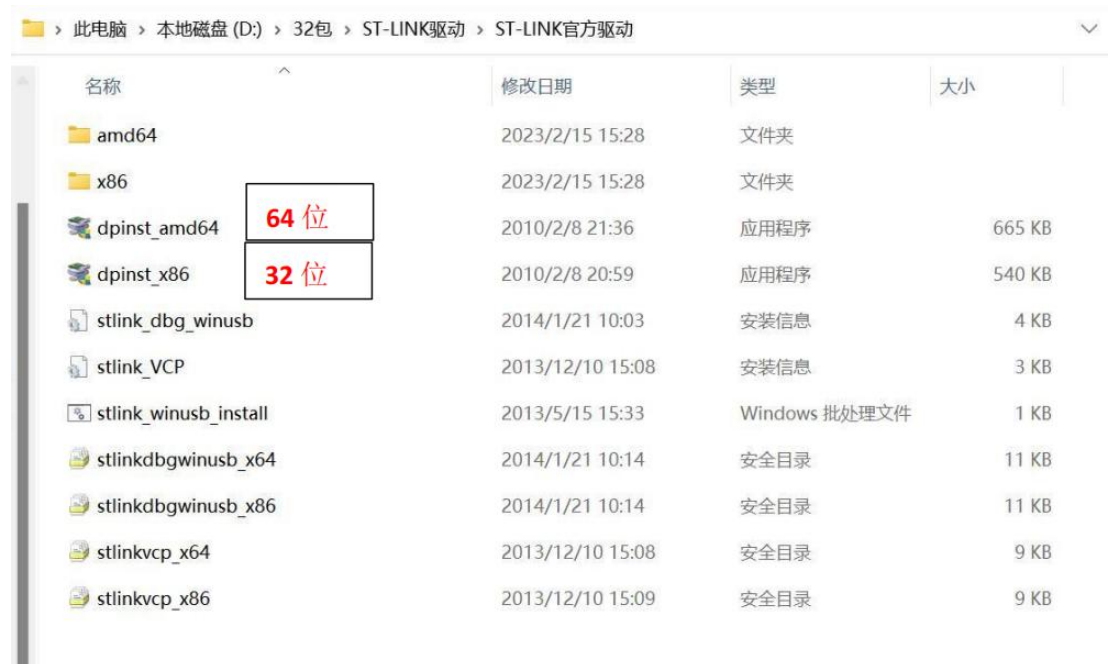 此电脑 › 本地磁盘 (D:) › 32包 › ST-LINK驱动 › ST-LINK官方驱动
名称 修改日期 类型 大小
amd64 2023/2/15 15:28 文件夹
x86 2023/2/15 15:28 文件夹
dpinst_amd64 64 位 2010/2/8 21:36 应用程序 665 KB
dpinst_x86 32 位 2010/2/8 20:59 应用程序 540 KB
stlink_dbg_winusb 2014/1/21 10:03 安装信息 4 KB
stlink_VCP 2013/12/10 15:08 安装信息 3 KB
stlink_winusb_install 2013/5/15 15:33 Windows 批处理文件 1 KB
stlinkdbgwinusb_x64 2014/1/21 10:14 安全目录 11 KB
stlinkdbgwinusb_x86 2014/1/21 10:14 安全目录 11 KB
stlinkvcp_x64 2013/12/10 15:08 安全目录 9 KB
stlinkvcp_x86 2013/12/10 15:09 安全目录 9 KB